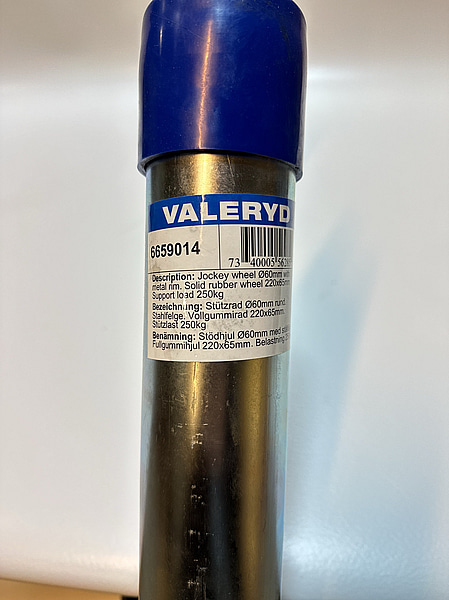 VALERYD
6659014
73 40005 562
Description: Jockey wheel Ø60mm with
metal rim. Solid rubber wheel 220x65mm
Support load 250kg
Bezeichnung: Stützrad Ø60mm rund.
Stahlfelge. Vollgummirad 220x65mm.
Stützlast 250kg
Benämning: Stödhjul Ø60mm med
Fullgummihjul 220x65mm. Belastning